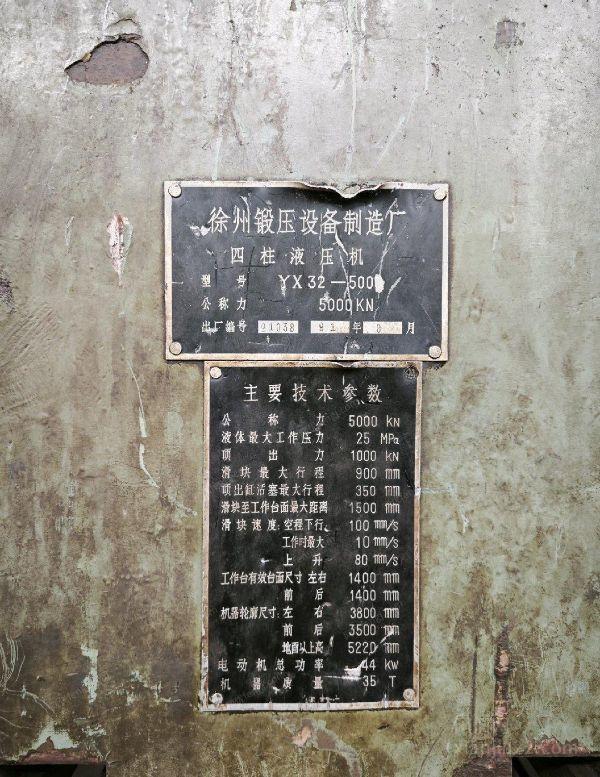 徐州锻压设备制造厂
四柱液压机
型号 YX32-500
公称力 5000KN
出厂编号 年 月
主要技术参数
公称力 5000 KN
液体最大工作压力 25 MPa
顶出力 1000 KN
滑块最大行程 900 mm
顶出缸活塞最大行程 350 mm
滑块至工作台面最大距离 1500 mm
滑块速度:空程下行 100 mm/S
工作时最大 10 mm/S
上升 80 mm/S
工作台有效台面尺寸 左右 1400 mm
前后 1400 mm
机器轮廓尺寸:左右 3800 mm
前后 3500 mm
地面以上高 5220 mm
电动机总功率 44 kw
机器质量 35 T